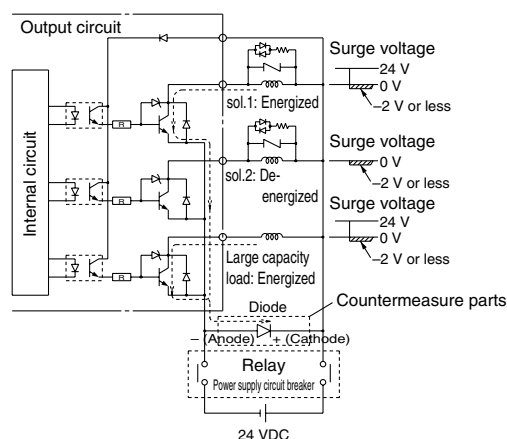 Output circuit
Internal circuit
R
R
R
sol.1: Energized
sol.2: De-
energized
Large capacity
load: Energized
Surge voltage
24 V
0 V
–2 V or less
Surge voltage
0 V
–2 V or less
Surge voltage
24 V
0 V
–2 V or less
Diode
Countermeasure parts
– (Anode)
+ (Cathode)
Relay
Power supply circuit breaker
24 VDC